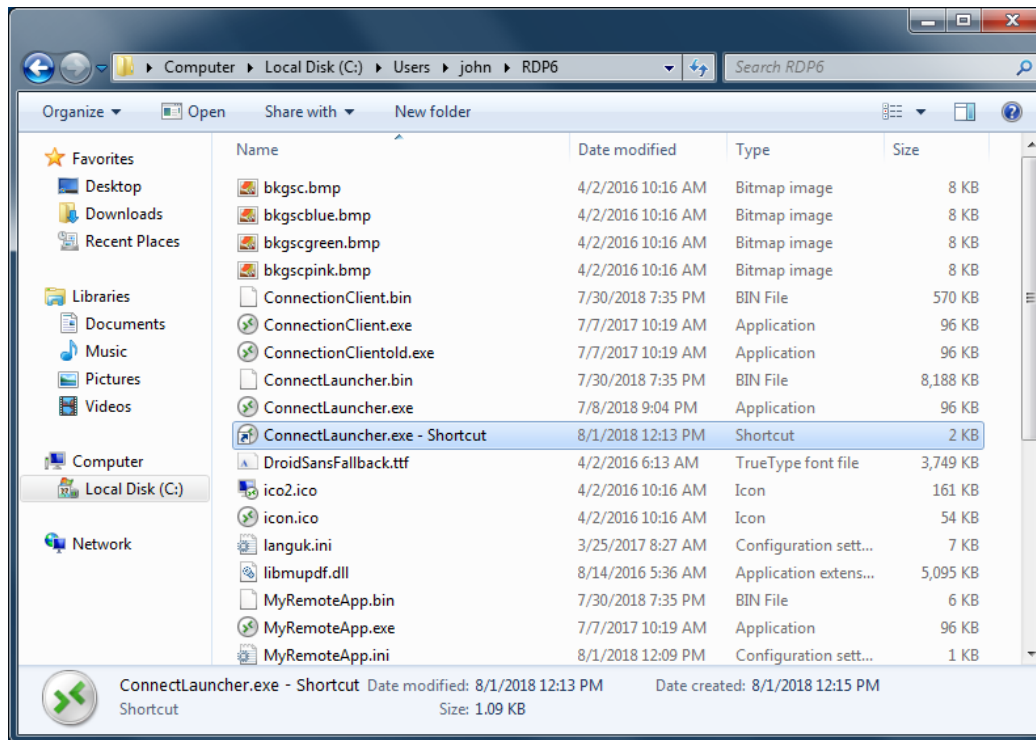 Computer Local Disk (C:) Users john RDP6 Search RDP6
Organize Open Share with New folder
Favorites
Desktop
Downloads
Recent Places
Libraries
Documents
Music
Pictures
Videos
Computer
Local Disk (C:)
Network
Name Date modified Type Size
bkgsc.bmp 4/2/2016 10:16 AM Bitmap image 8 KB
bkgscblue.bmp 4/2/2016 10:16 AM Bitmap image 8 KB
bkgscgreen.bmp 4/2/2016 10:16 AM Bitmap image 8 KB
bkgscpink.bmp 4/2/2016 10:16 AM Bitmap image 8 KB
ConnectionClient.bin 7/30/2018 7:35 PM BIN File 570 KB
ConnectionClient.exe 7/7/2017 10:19 AM Application 96 KB
ConnectionClientold.exe 7/7/2017 10:19 AM Application 96 KB
ConnectLauncher.bin 7/30/2018 7:35 PM BIN File 8,188 KB
ConnectLauncher.exe 7/8/2018 9:04 PM Application 96 KB
ConnectLauncher.exe - Shortcut 8/1/2018 12:13 PM Shortcut 2 KB
DroidSansFallback.ttf 4/2/2016 6:13 AM TrueType font file 3,749 KB
ico2.ico 4/2/2016 10:16 AM Icon 161 KB
icon.ico 4/2/2016 10:16 AM Icon 54 KB
languk.ini 3/25/2017 8:27 AM Configuration sett... 7 KB
libmupdf.dll 8/14/2016 5:36 AM Application extens... 5,095 KB
MyRemoteApp.bin 7/30/2018 7:35 PM BIN File 6 KB
MyRemoteApp.exe 7/7/2017 10:19 AM Application 96 KB
MyRemoteApp.ini 8/1/2018 12:09 PM Configuration sett... 1 KB
ConnectLauncher.exe - Shortcut Date modified: 8/1/2018 12:13 PM Date created: 8/1/2018 12:15 PM
Shortcut Size: 1.09 KB